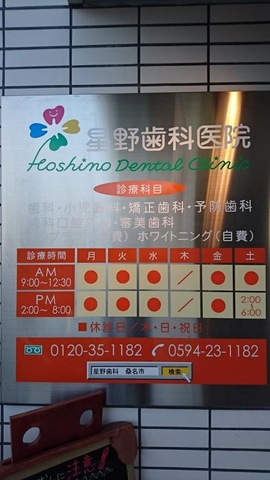 星野歯科医院
Hoshino Dental Clinic
診療科目
歯科・小児歯科・矯正歯科・予防歯科
歯科口腔外科・審美歯科
費）ホワイトニング（自費）
診療時間 月 火 水 木 金 土
AM 9:00～12:30 ● ● ● ／ ● ●
PM 2:00～8:00 ● ● ● ／ ● 2:00～6:00
■休診日／木・日・祝日
0120-35-1182 0594-23-1182
星野歯科 桑名市 検索
注意！